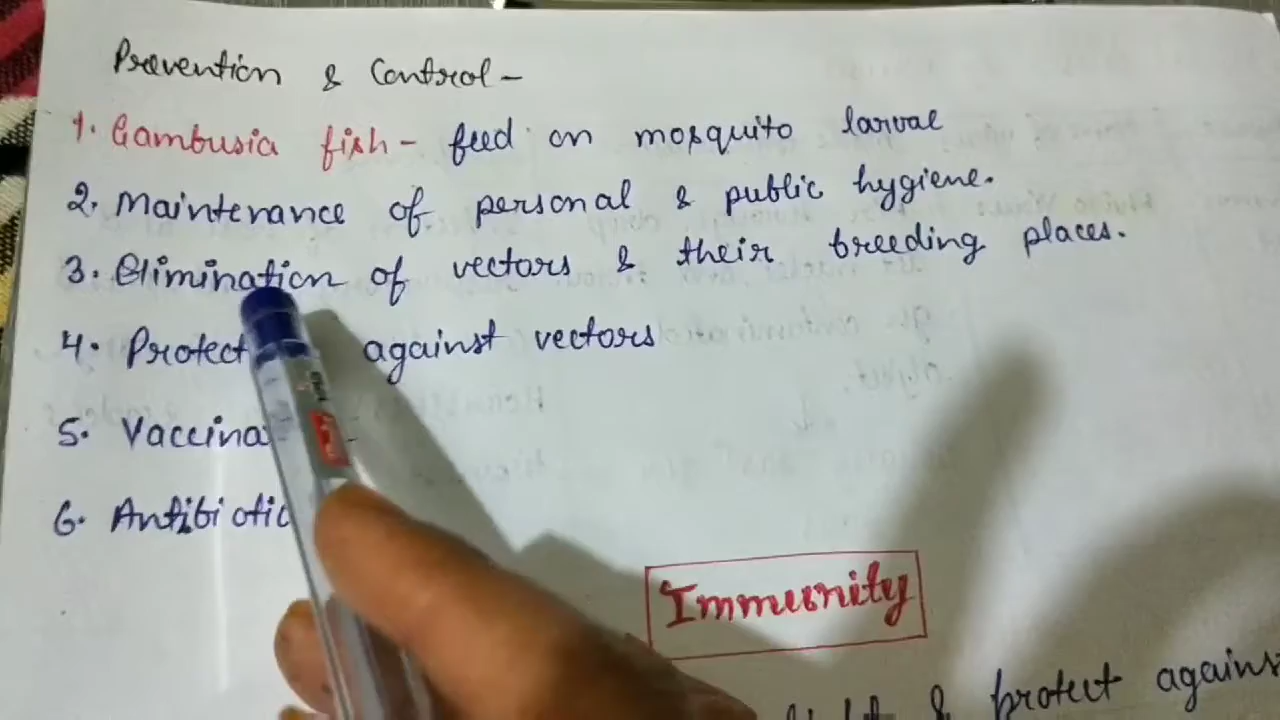 Prevention & Control -
1. Gambusia fish - feed on mosquito larvae
2. Maintenance of personal & public hygiene.
3. Elimination of vectors & their breeding places.
4. Protect against vectors
5. Vaccina
6. Antibiotic
Immunity
& protect agains